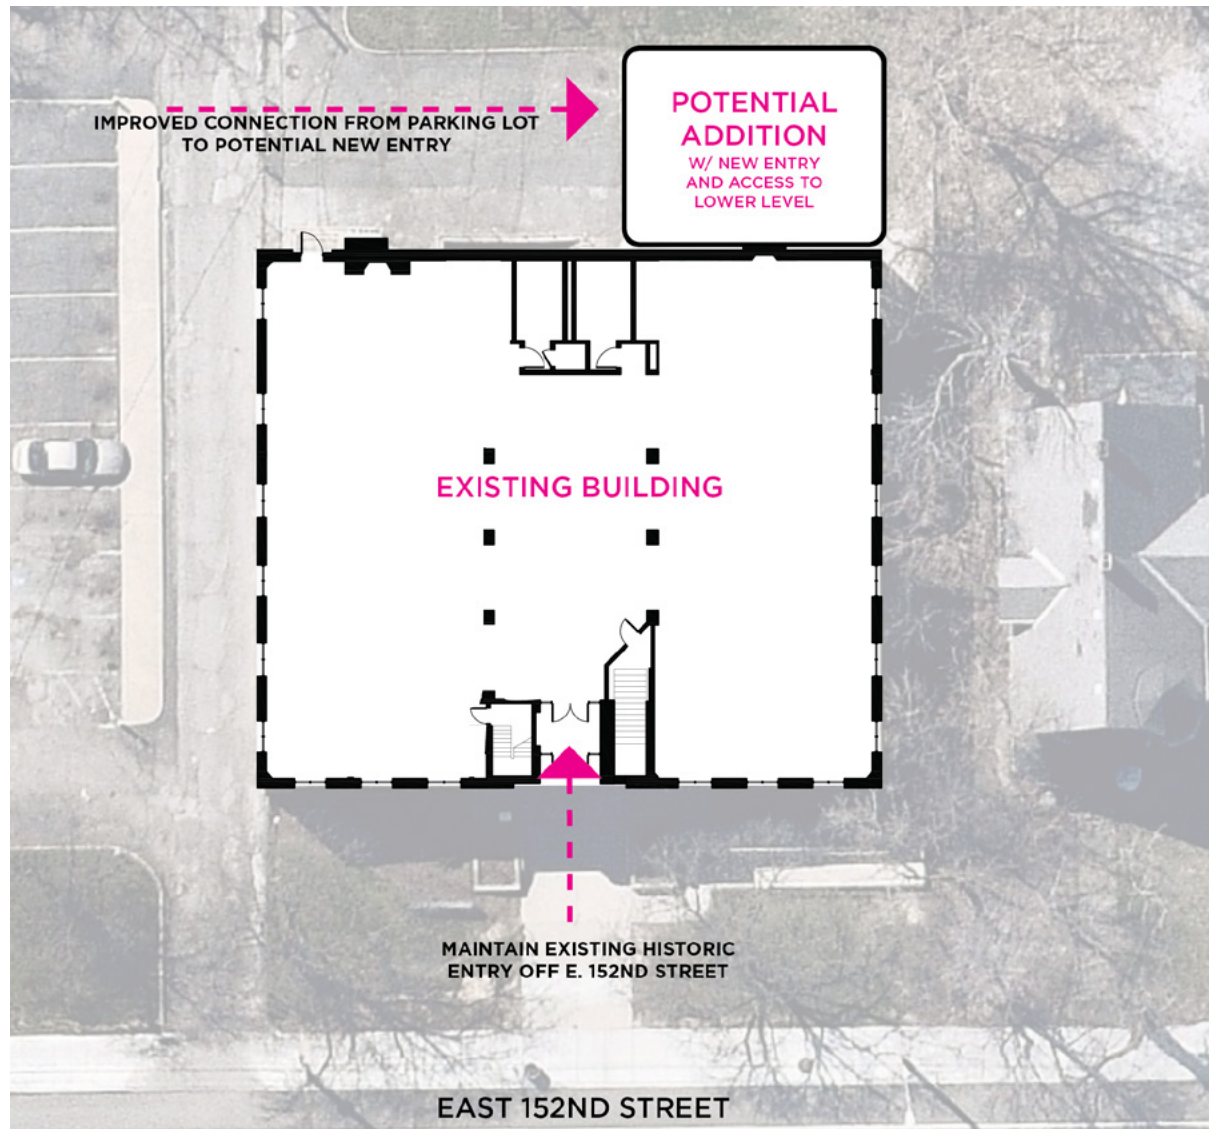 IMPROVED CONNECTION FROM PARKING LOT
TO POTENTIAL NEW ENTRY
POTENTIAL
ADDITION
W/ NEW ENTRY
AND ACCESS TO
LOWER LEVEL
EXISTING BUILDING
MAINTAIN EXISTING HISTORIC
ENTRY OFF E. 152ND STREET
EAST 152ND STREET